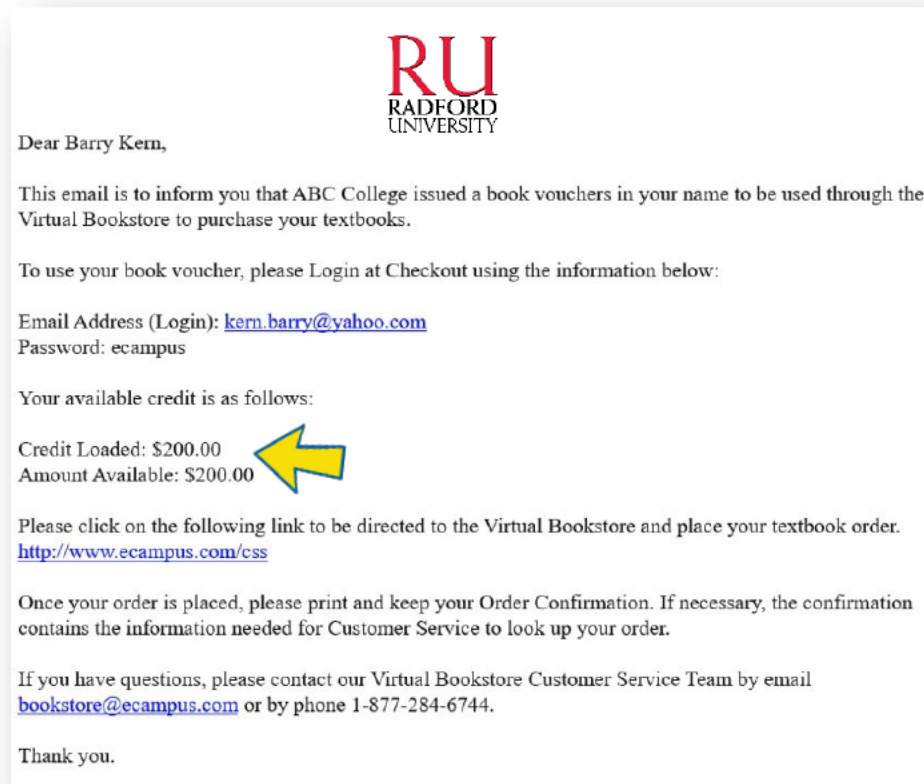 RU
RADFORD
UNIVERSITY
Dear Barry Kern,
This email is to inform you that ABC College issued a book vouchers in your name to be used through the
Virtual Bookstore to purchase your textbooks.
To use your book voucher, please Login at Checkout using the information below:
Email Address (Login): kern.barry@yahoo.com
Password: ecampus
Your available credit is as follows:
Credit Loaded: $200.00
Amount Available: $200.00
Please click on the following link to be directed to the Virtual Bookstore and place your textbook order.
http://www.ecampus.com/css
Once your order is placed, please print and keep your Order Confirmation. If necessary, the confirmation
contains the information needed for Customer Service to look up your order.
If you have questions, please contact our Virtual Bookstore Customer Service Team by email
bookstore@ecampus.com or by phone 1-877-284-6744.
Thank you.